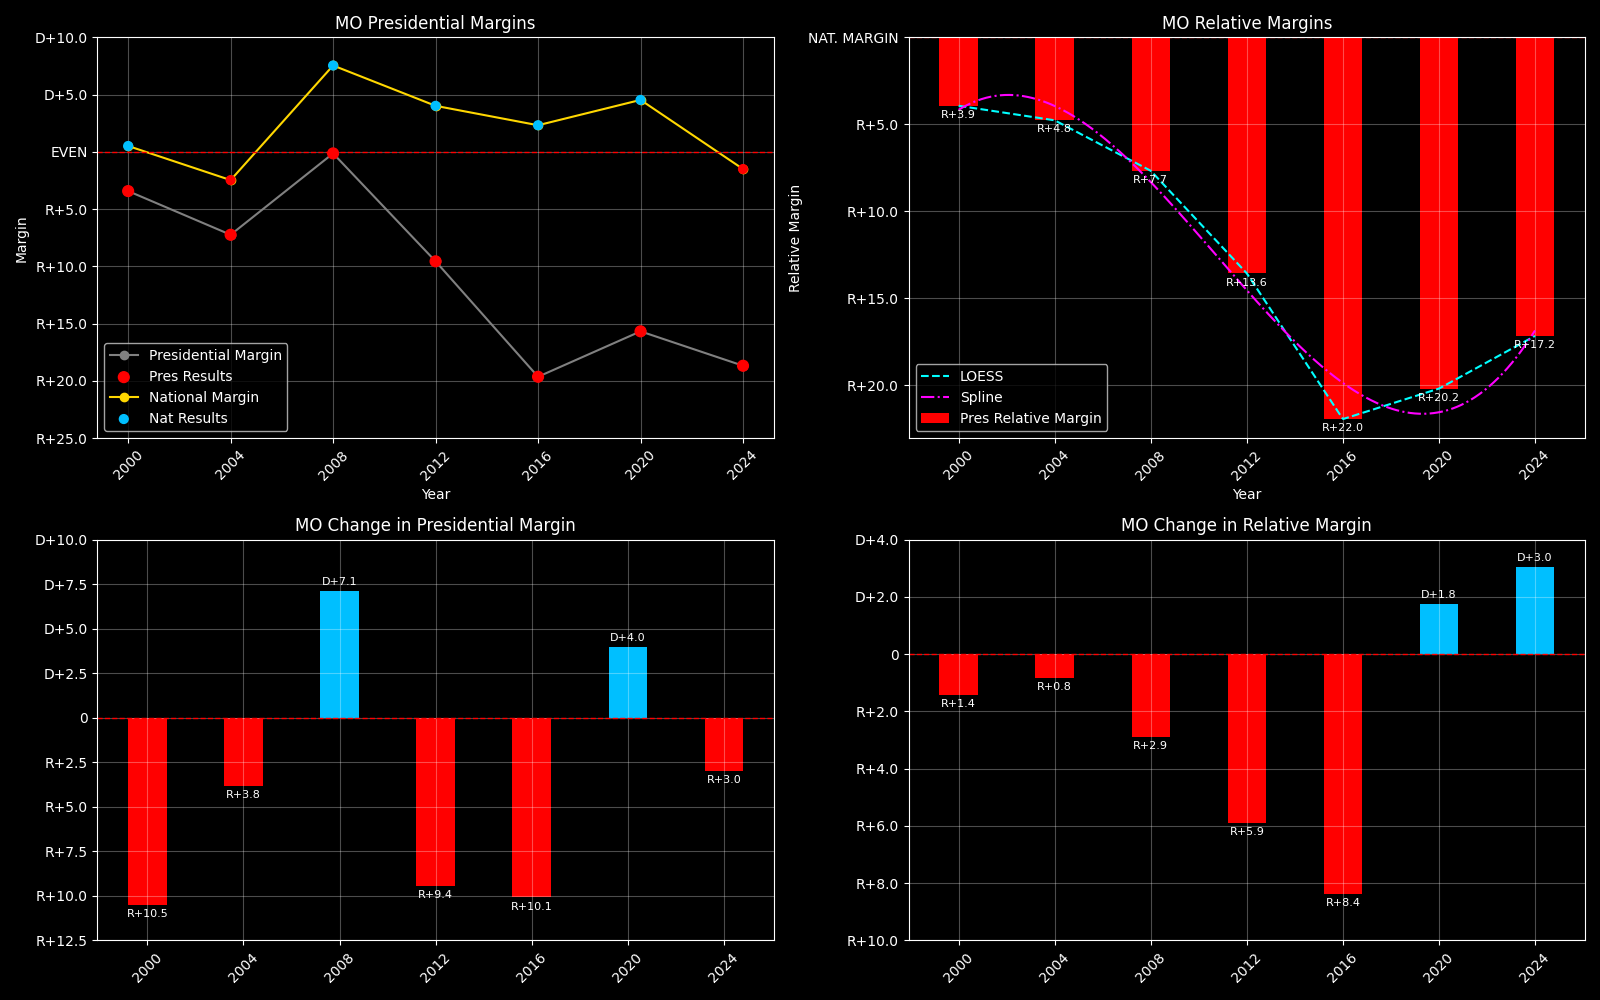 MO Presidential Margins
D+10.0
D+5.0
EVEN
R+5.0
R+10.0
R+15.0
R+20.0
R+25.0
Margin
Presidential Margin
Pres Results
National Margin
Nat Results
2000 2004 2008 2012 2016 2020 2024
Year
MO Relative Margins
NAT. MARGIN
R+5.0
R+10.0
R+15.0
R+20.0
Relative Margin
R+3.9
R+4.8
R+7.7
R+13.6
R+22.0
R+20.2
R+17.2
LOESS
Spline
Pres Relative Margin
2000 2004 2008 2012 2016 2020 2024
Year
MO Change in Presidential Margin
D+10.0
D+7.5
D+5.0
D+2.5
0
R+2.5
R+5.0
R+7.5
R+10.0
R+12.5
R+10.5
R+3.8
D+7.1
R+9.4
R+10.1
D+4.0
R+3.0
2000 2004 2008 2012 2016 2020 2024
MO Change in Relative Margin
D+4.0
D+2.0
0
R+2.0
R+4.0
R+6.0
R+8.0
R+10.0
R+1.4
R+0.8
R+2.9
R+5.9
R+8.4
D+1.8
D+3.0
2000 2004 2008 2012 2016 2020 2024